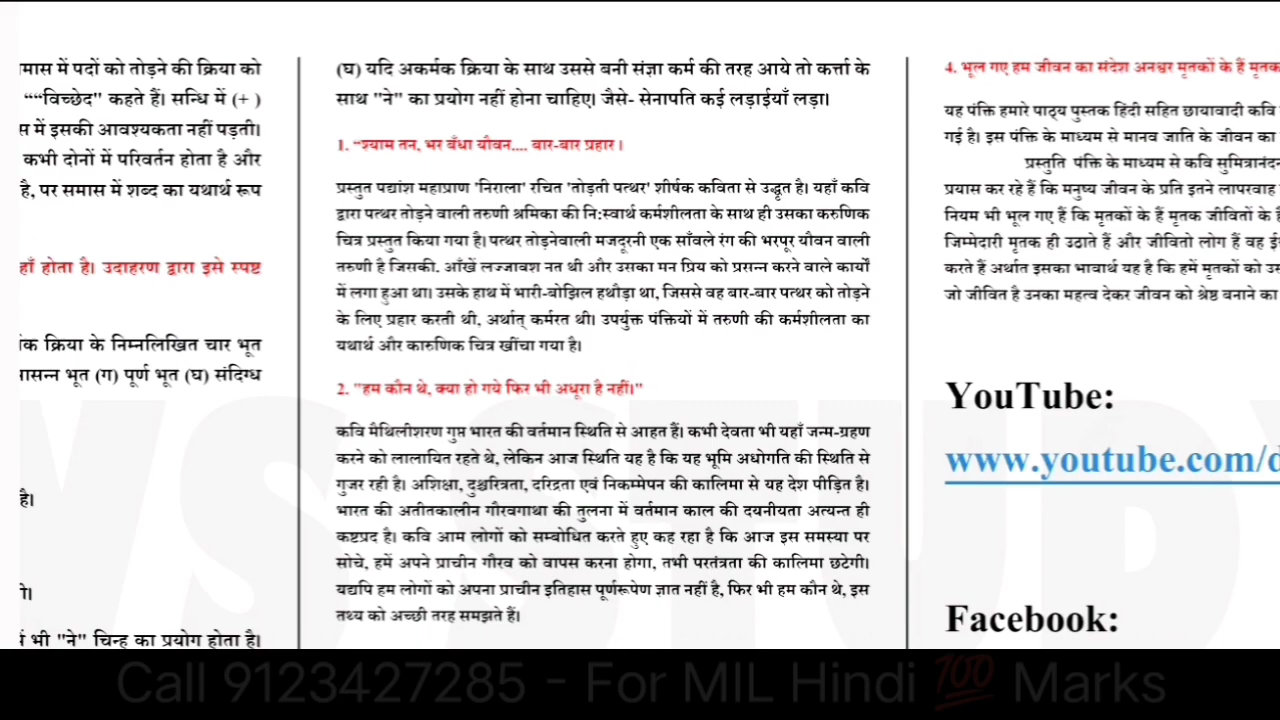 मास में पदों को तोड़ने की क्रिया को
““विच्छेद" कहते हैं। सन्धि में (+ )
में इसकी आवश्यकता नहीं पड़ती।
कभी दोनों में परिवर्तन होता है और
है, पर समास में शब्द का यथार्थ रूप
हाँ होता है। उदाहरण द्वारा इसे स्पष्ट
क्रिया के निम्नलिखित चार भूत
भूत (ग) पूर्ण भूत (घ) संदिग्ध
है।
भी "ने" चिन्ह का प्रयोग होता है।
(घ) यदि अकर्मक क्रिया के साथ उससे बनी संज्ञा कर्म की तरह आये तो कर्त्ता के
साथ "ने" का प्रयोग नहीं होना चाहिए। जैसे- सेनापति कई लड़ाईयाँ लड़ा।
1. “श्याम तन, भर बँधा यौवन.... बार-बार प्रहार।
प्रस्तुत पद्यांश महाप्राण 'निराला' रचित 'तोड़ती पत्थर' शीर्षक कविता से उद्धृत है। यहाँ कवि
द्वारा पत्थर तोड़ने वाली तरुणी श्रमिका की नि:स्वार्थ कर्मशीलता के साथ ही उसका करुणिक
चित्र प्रस्तुत किया गया है। पत्थर तोड़नेवाली मजदूरनी एक साँवले रंग की भरपूर यौवन वाली
तरुणी है जिसकी. आँखें लज्जावश नत थी और उसका मन प्रिय को प्रसन्न करने वाले कार्यों
में लगा हुआ था। उसके हाथ में भारी-बोझिल हथौड़ा था, जिससे वह बार-बार पत्थर को तोड़ने
के लिए प्रहार करती थी, अर्थात् कर्मरत थी। उपर्युक्त पंक्तियों में तरुणी की कर्मशीलता का
यथार्थ और कारुणिक चित्र खींचा गया है।
2. "हम कौन थे, क्या हो गये फिर भी अधूरा है नहीं।"
कवि मैथिलीशरण गुप्त भारत की वर्तमान स्थिति से आहत हैं। कभी देवता भी यहाँ जन्म-ग्रहण
करने को लालायित रहते थे, लेकिन आज स्थिति यह है कि यह भूमि अधोगति की स्थिति से
गुजर रही है। अशिक्षा, दुश्चरित्रता, दरिद्रता एवं निकम्मेपन की कालिमा से यह देश पीड़ित है।
भारत की अतीतकालीन गौरवगाथा की तुलना में वर्तमान काल की दयनीयता अत्यन्त ही
कष्टप्रद है। कवि आम लोगों को सम्बोधित करते हुए कह रहा है कि आज इस समस्या पर
सोचे, हमें अपने प्राचीन गौरव को वापस करना होगा, तभी परतंत्रता की कालिमा छटेगी।
यद्यपि हम लोगों को अपना प्राचीन इतिहास पूर्णरूपेण ज्ञात नहीं है, फिर भी हम कौन थे, इस
तथ्य को अच्छी तरह समझते हैं।
4. भूल गए हम जीवन का संदेश अनश्वर मृतकों के हैं मृतक
यह पंक्ति हमारे पाठ्य पुस्तक हिंदी सहित छायावादी कवि
गई है। इस पंक्ति के माध्यम से मानव जाति के जीवन का
प्रस्तुति पंक्ति के माध्यम से कवि सुमित्रानंदन
प्रयास कर रहे हैं कि मनुष्य जीवन के प्रति इतने लापरवाह
नियम भी भूल गए हैं कि मृतकों के हैं मृतक जीवितों के
जिम्मेदारी मृतक ही उठाते हैं और जीवितो लोग हैं वह
करते हैं अर्थात इसका भावार्थ यह है कि हमें मृतकों को
जो जीवित है उनका महत्व देकर जीवन को श्रेष्ठ बनाने का
YouTube:
www.youtube.com/d
Facebook:
Call 9123427285 - For MIL Hindi 💯 Marks